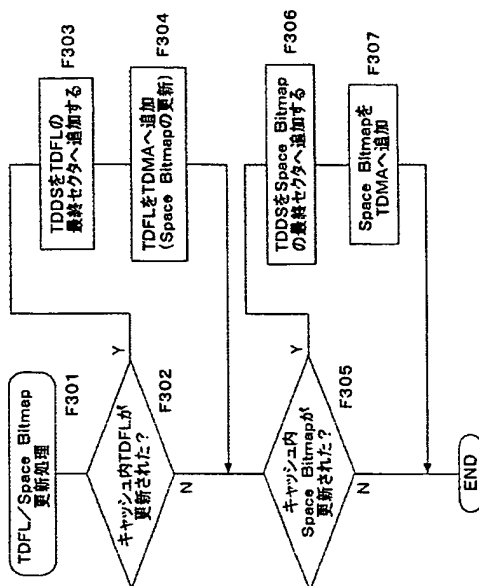 TDFL/Space Bitmap
更新処理
F301
キャッシュ内TDFLが
更新された?
F302
Y
N
TDDSをTDFLの
最終セクタへ追加する
F303
TDFLをTDMAへ追加
(Space Bitmapの更新)
F304
キャッシュ内
Space Bitmapが
更新された?
F305
Y
N
TDDSをSpace Bitmap
の最終セクタへ追加する
F306
Space Bitmapを
TDMAへ追加
F307
END